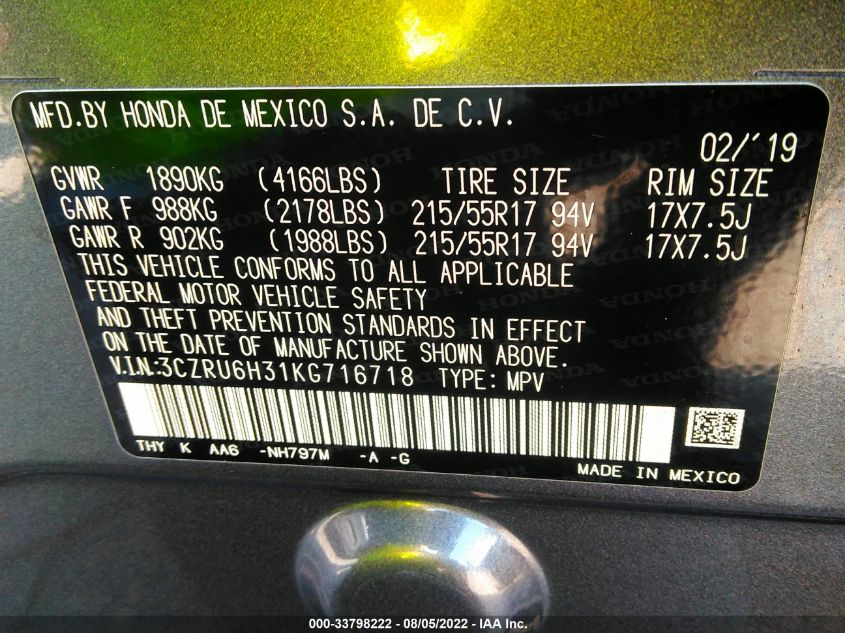 MFD.BY HONDA DE MEXICO S.A. DE C.V.
02/'19
GVWR 1890KG (4166LBS) TIRE SIZE RIM SIZE
GAWR F 988KG (2178LBS) 215/55R17 94V 17X7.5J
GAWR R 902KG (1988LBS) 215/55R17 94V 17X7.5J
THIS VEHICLE CONFORMS TO ALL APPLICABLE
FEDERAL MOTOR VEHICLE SAFETY
AND THEFT PREVENTION STANDARDS IN EFFECT
ON THE DATE OF MANUFACTURE SHOWN ABOVE.
V.I.N:3CZRU6H31KG716718 TYPE: MPV
THY K AA6 -NH797M -A -G
MADE IN MEXICO
000-33798222 - 08/05/2022 - IAA Inc.